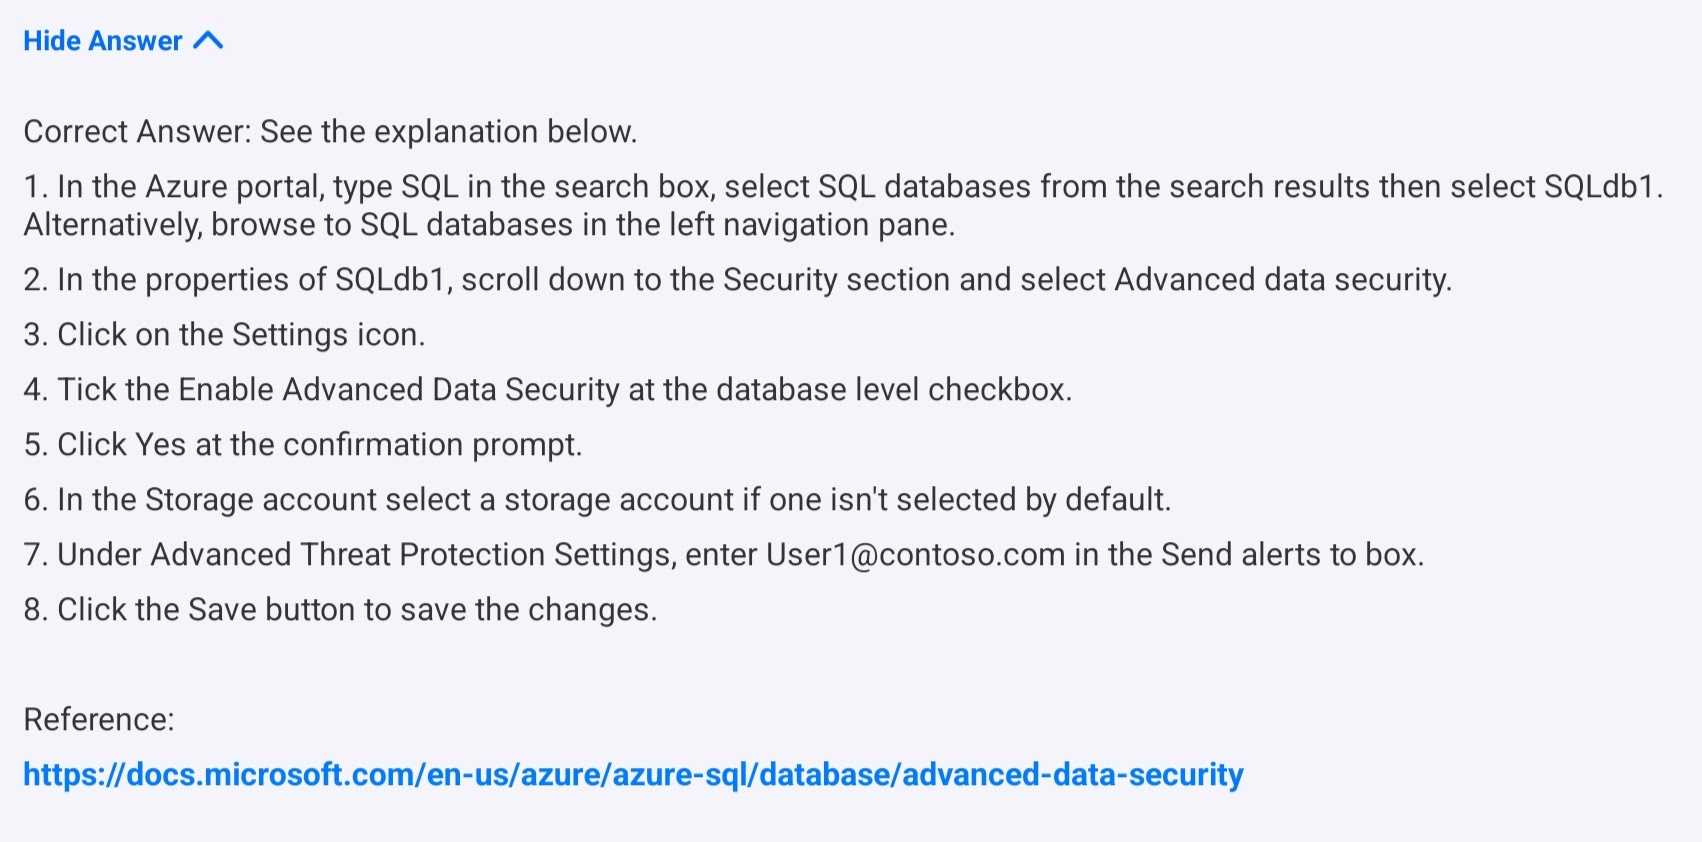 Hide Answer
Correct Answer: See the explanation below.
1. In the Azure portal, type SQL in the search box, select SQL databases from the search results then select SQLdb1.
Alternatively, browse to SQL databases in the left navigation pane.
2. In the properties of SQLdb1, scroll down to the Security section and select Advanced data security.
3. Click on the Settings icon.
4. Tick the Enable Advanced Data Security at the database level checkbox.
5. Click Yes at the confirmation prompt.
6. In the Storage account select a storage account if one isn't selected by default.
7. Under Advanced Threat Protection Settings, enter User1@contoso.com in the Send alerts to box.
8. Click the Save button to save the changes.
Reference:
https://docs.microsoft.com/en-us/azure/azure-sql/database/advanced-data-security